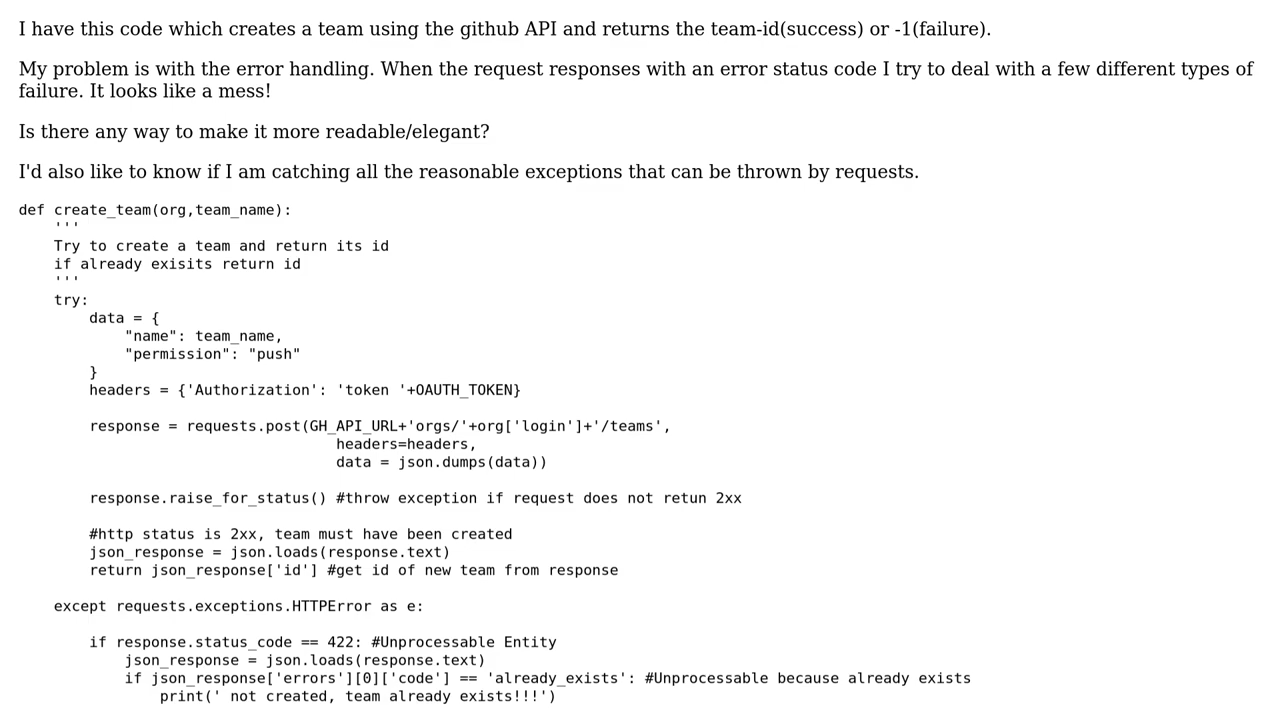 I have this code which creates a team using the github API and returns the team-id(success) or -1(failure).
My problem is with the error handling. When the request responses with an error status code I try to deal with a few different types of
failure. It looks like a mess!
Is there any way to make it more readable/elegant?
I'd also like to know if I am catching all the reasonable exceptions that can be thrown by requests.
def create_team(org,team_name):
    '''
    Try to create a team and return its id
    if already exisits return id
    '''
    try:
        data = {
            "name": team_name,
            "permission": "push"
        }
        headers = {'Authorization': 'token '+OAUTH_TOKEN}
        response = requests.post(GH_API_URL+'orgs/'+org['login']+'/teams',
                                    headers=headers,
                                    data = json.dumps(data))
        response.raise_for_status() #throw exception if request does not retun 2xx
        #http status is 2xx, team must have been created
        json_response = json.loads(response.text)
        return json_response['id'] #get id of new team from response
    except requests.exceptions.HTTPError as e:
        if response.status_code == 422: #Unprocessable Entity
            json_response = json.loads(response.text)
            if json_response['errors'][0]['code'] == 'already_exists': #Unprocessable because already exists
                print(' not created, team already exists!!!')